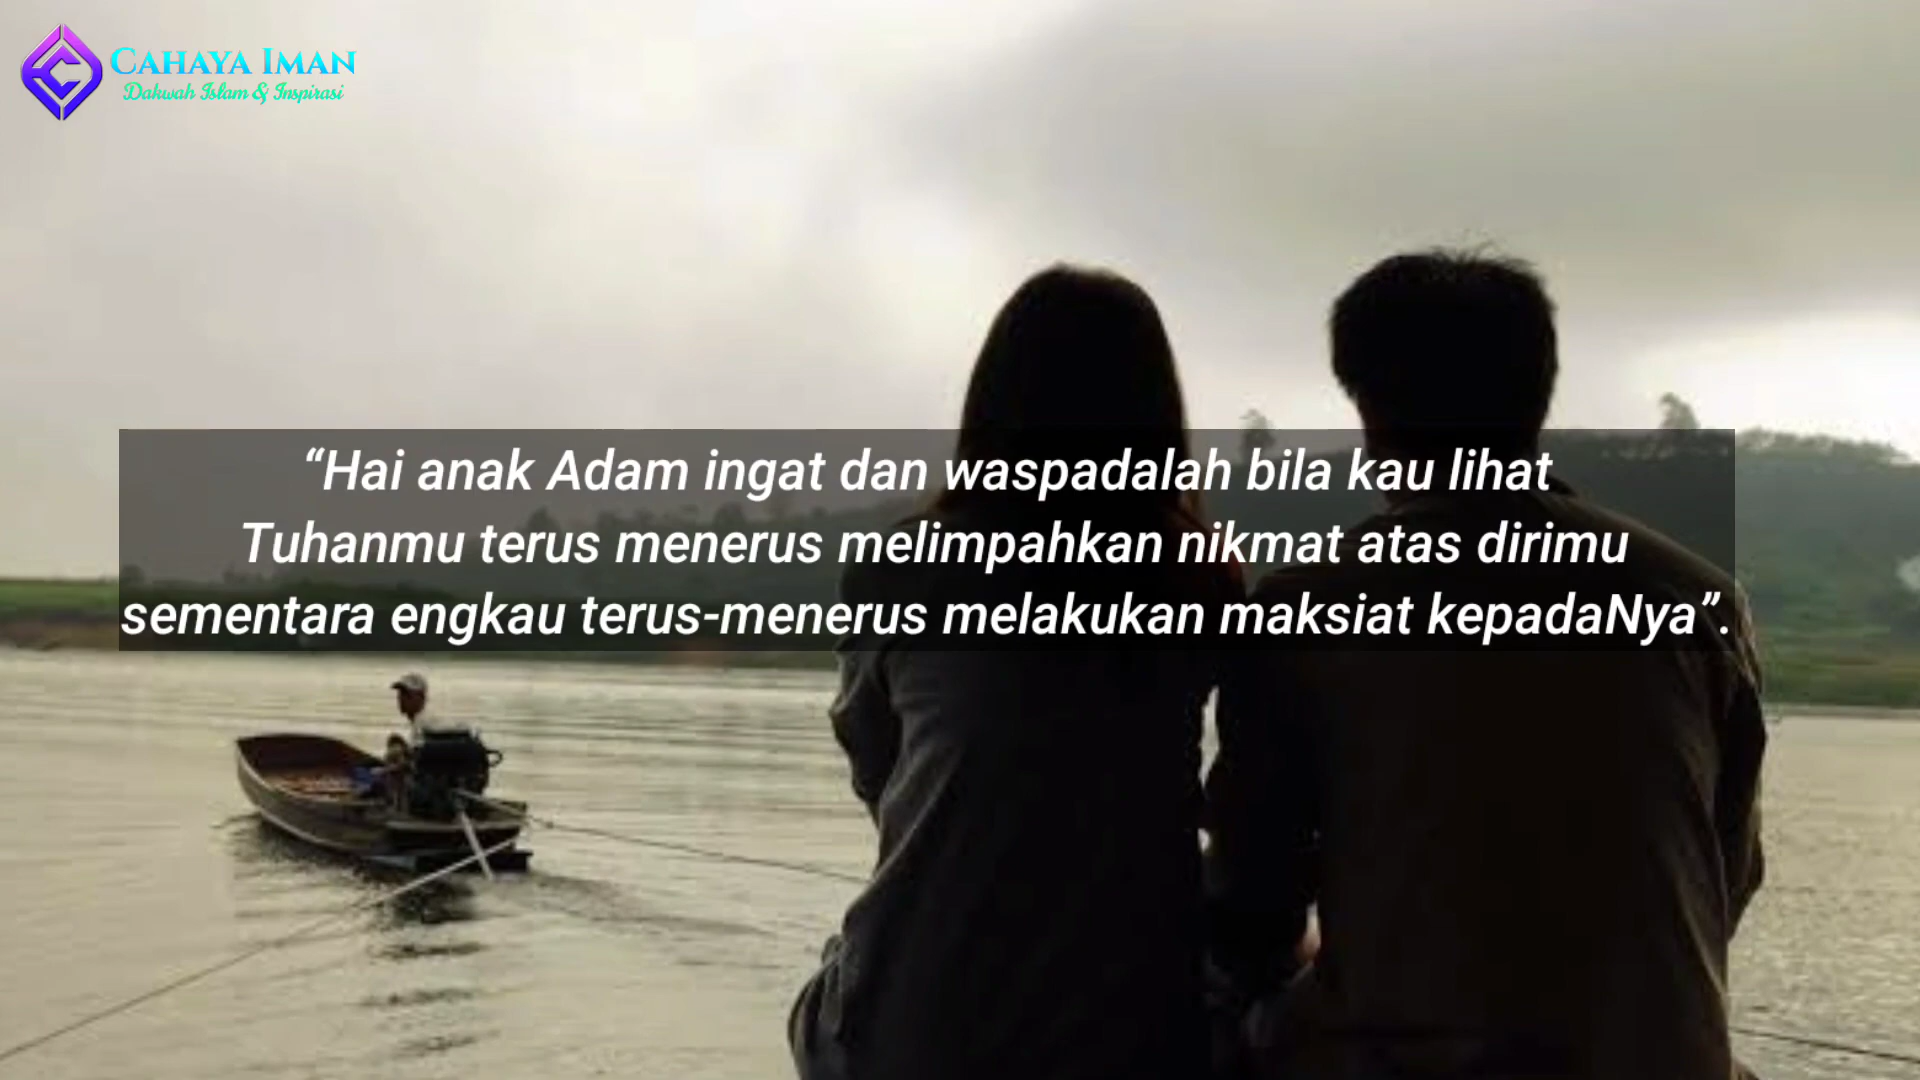 CAHAYA IMAN
Dakwah Islam & Inspirasi
“Hai anak Adam ingat dan waspadalah bila kau lihat
Tuhanmu terus menerus melimpahkan nikmat atas dirimu
sementara engkau terus-menerus melakukan maksiat kepadaNya”.